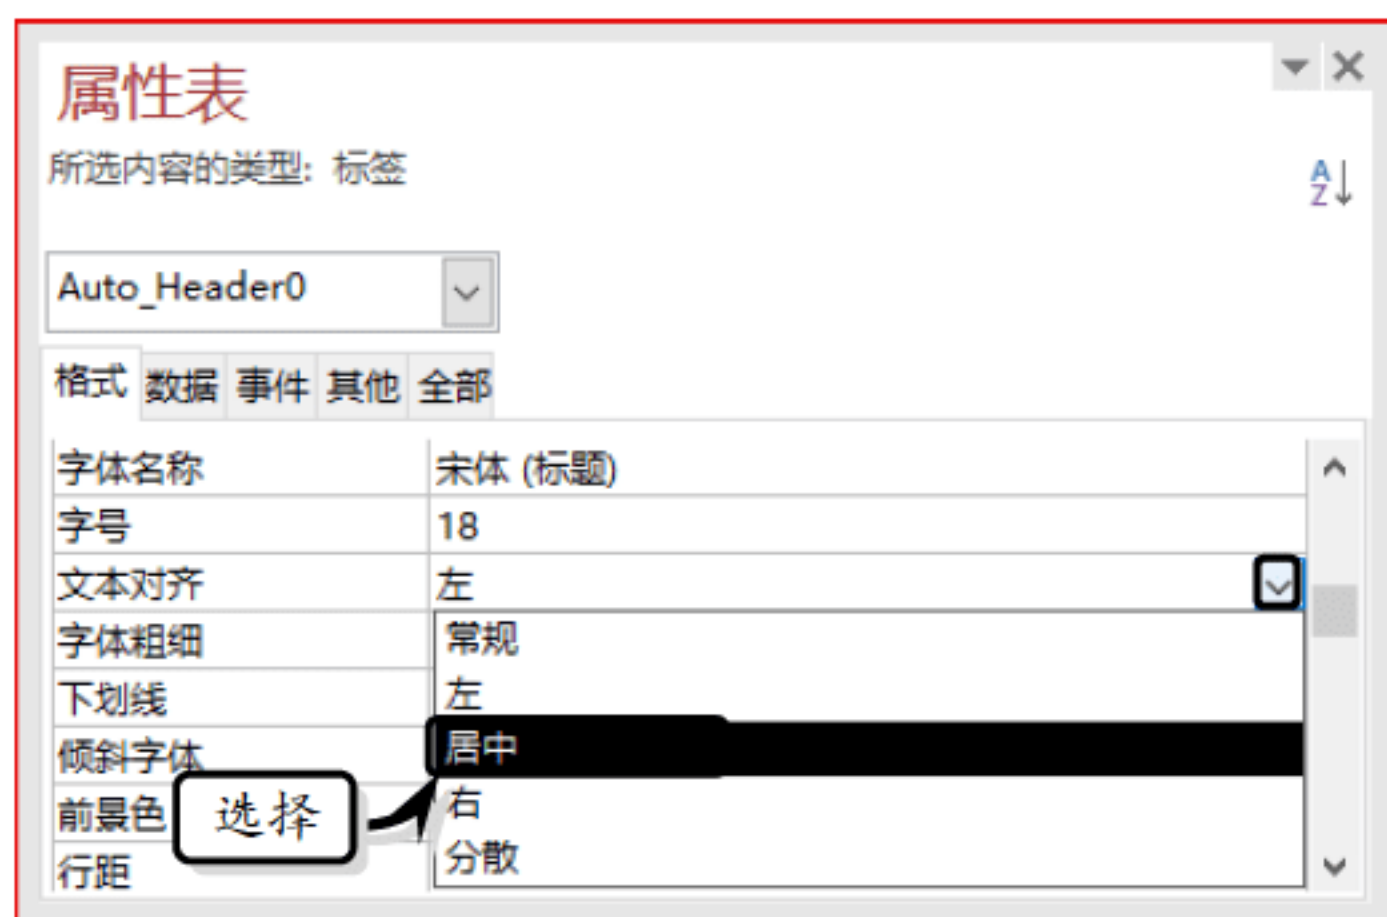 属性表
所选内容的类型: 标签
AZ↓
Auto_Header0
格式 数据 事件 其他 全部
字体名称 宋体 (标题)
字号 18
文本对齐 左
字体粗细 常规
下划线 左
倾斜字体 居中
前景色 选择 右
行距 分散